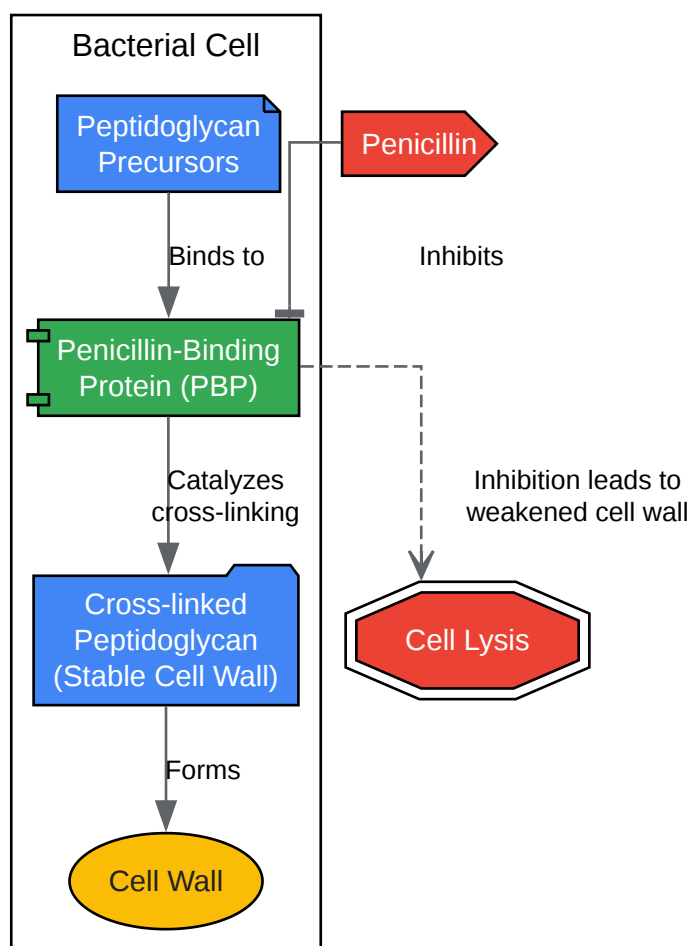 Bacterial Cell
Peptidoglycan
Precursors
Penicillin
Binds to
Inhibits
Penicillin-Binding
Protein (PBP)
Catalyzes
cross-linking
Inhibition leads to
weakened cell wall
Cross-linked
Peptidoglycan
(Stable Cell Wall)
Cell Lysis
Forms
Cell Wall